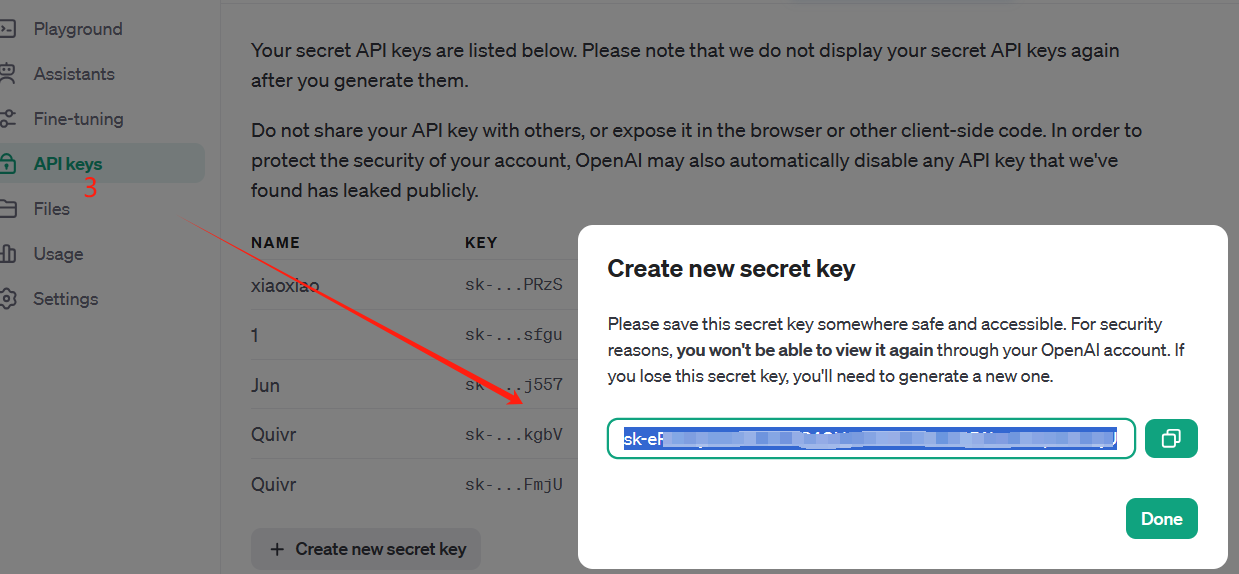 Playground
Assistants
Fine-tuning
API keys
3
Files
Usage
Settings
Your secret API keys are listed below. Please note that we do not display your secret API keys again
after you generate them.
Do not share your API key with others, or expose it in the browser or other client-side code. In order to
protect the security of your account, OpenAI may also automatically disable any API key that we've
found has leaked publicly.
NAME KEY
xiaoxiao sk-...PRzS
1 sk-...sfgu
Jun sk-...j557
Quivr sk-...kgbV
Quivr sk-...FmjU
+ Create new secret key
Create new secret key
Please save this secret key somewhere safe and accessible. For security
reasons, you won't be able to view it again through your OpenAI account. If
you lose this secret key, you'll need to generate a new one.
Done